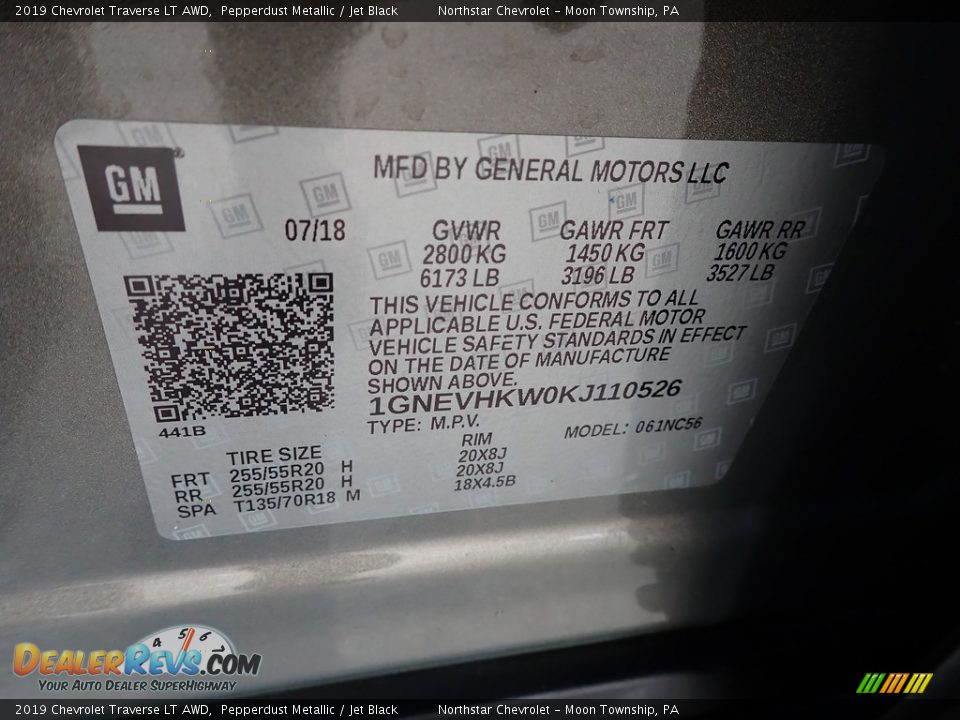 2019 Chevrolet Traverse LT AWD,  Pepperdust Metallic / Jet Black        Northstar Chevrolet – Moon Township, PA
GM
MFD BY GENERAL MOTORS LLC
07/18
GVWR GAWR FRT GAWR RR
2800 KG 1450 KG 1600 KG
6173 LB 3196 LB 3527 LB
THIS VEHICLE CONFORMS TO ALL
APPLICABLE U.S. FEDERAL MOTOR
VEHICLE SAFETY STANDARDS IN EFFECT
ON THE DATE OF MANUFACTURE
SHOWN ABOVE.
1GNEVHKW0KJ110526
441B
TYPE: M.P.V. MODEL: 061NC56
TIRE SIZE RIM
FRT 255/55R20 H 20X8J
RR 255/55R20 H 20X8J
SPA T135/70R18 M 18X4.5B
4 5 6 7
DEALERREVS.COM
YOUR AUTO DEALER SUPERHIGHWAY
2019 Chevrolet Traverse LT AWD,  Pepperdust Metallic / Jet Black        Northstar Chevrolet – Moon Township, PA